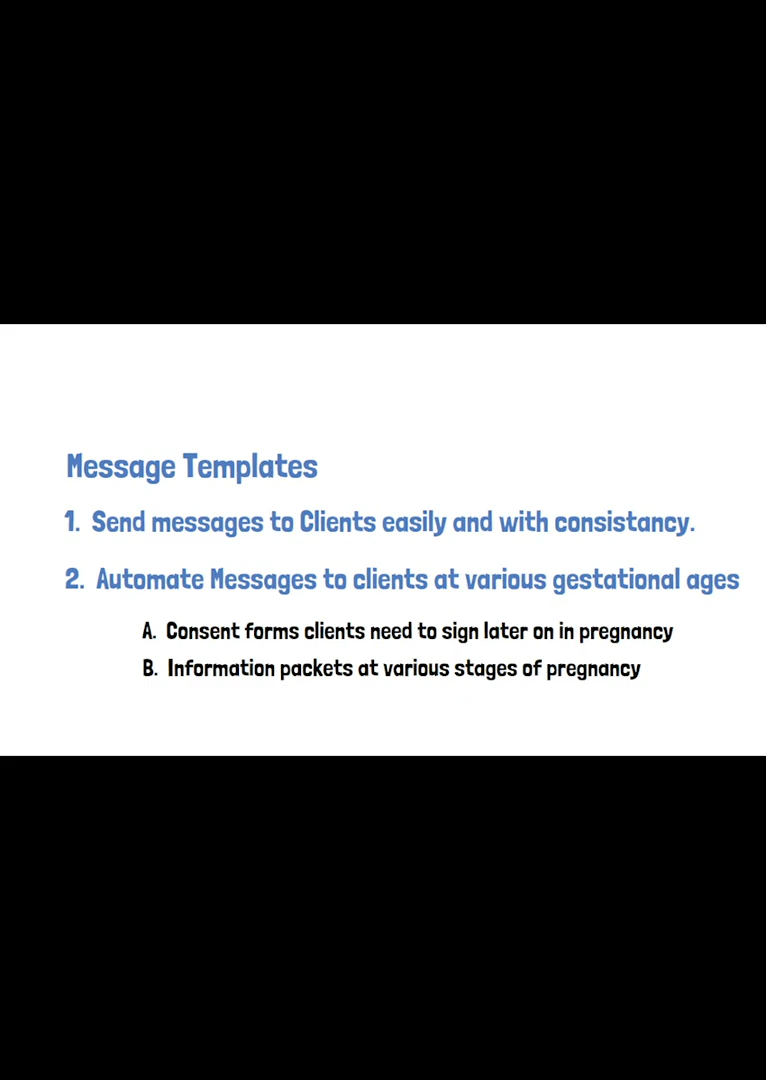 Message Templates
1. Send messages to Clients easily and with consistancy.
2. Automate Messages to clients at various gestational ages
A. Consent forms clients need to sign later on in pregnancy
B. Information packets at various stages of pregnancy